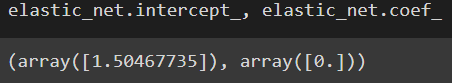 elastic_net.intercept_, elastic_net.coef_
(array([1.50467735]), array([0.]))